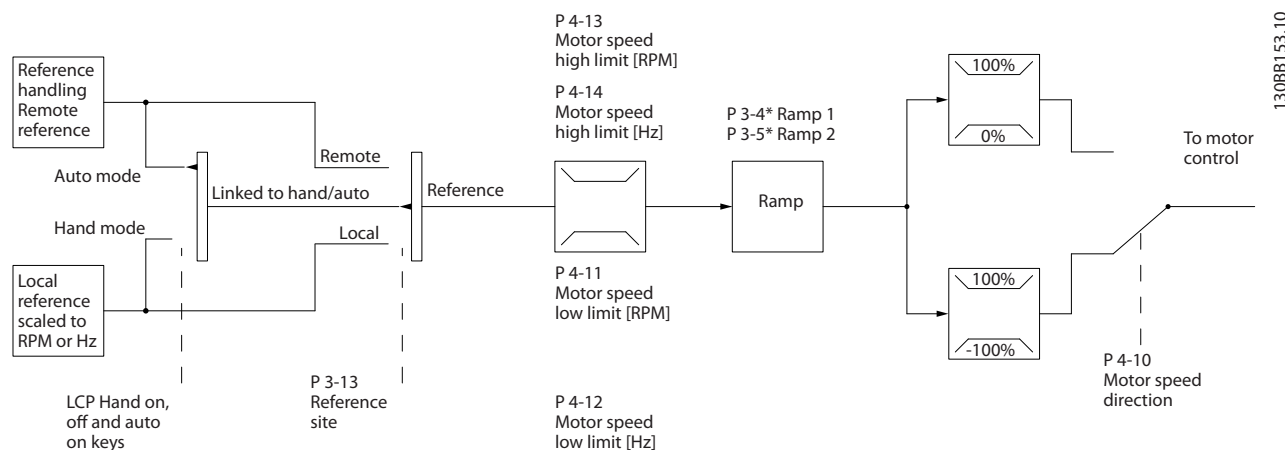 Reference
handling
Remote
reference
Auto mode
Hand mode
Local
reference
scaled to
RPM or Hz
LCP Hand on,
off and auto
on keys
Linked to hand/auto
Remote
Local
P 3-13
Reference
site
Reference
P 4-13
Motor speed
high limit [RPM]
P 4-14
Motor speed
high limit [Hz]
P 4-11
Motor speed
low limit [RPM]
P 4-12
Motor speed
low limit [Hz]
P 3-4* Ramp 1
P 3-5* Ramp 2
Ramp
100%
0%
100%
-100%
To motor
control
P 4-10
Motor speed
direction
130BB153.10